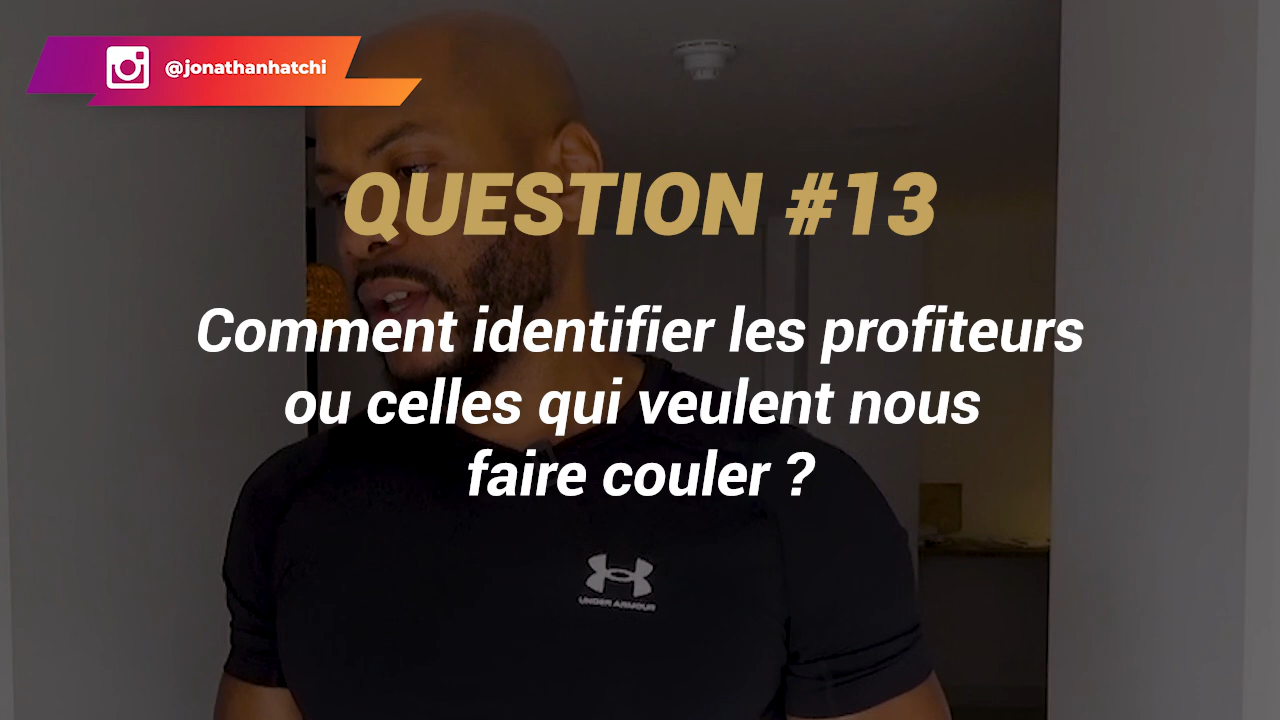 @jonathanhatchi
QUESTION #13
Comment identifier les profiteurs
ou celles qui veulent nous
faire couler ?
UNDER ARMOUR